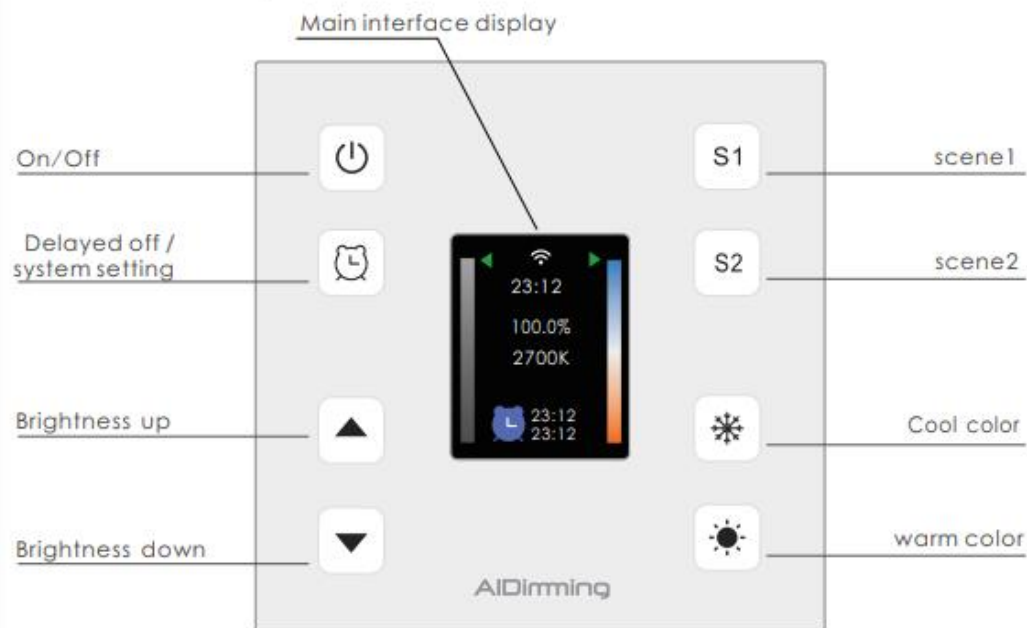 Main interface display
On/Off
S1
scene1
Delayed off /
system setting
S2
scene2
23:12
100.0%
2700K
23:12
23:12
Brightness up
Cool color
Brightness down
warm color
AIDimming